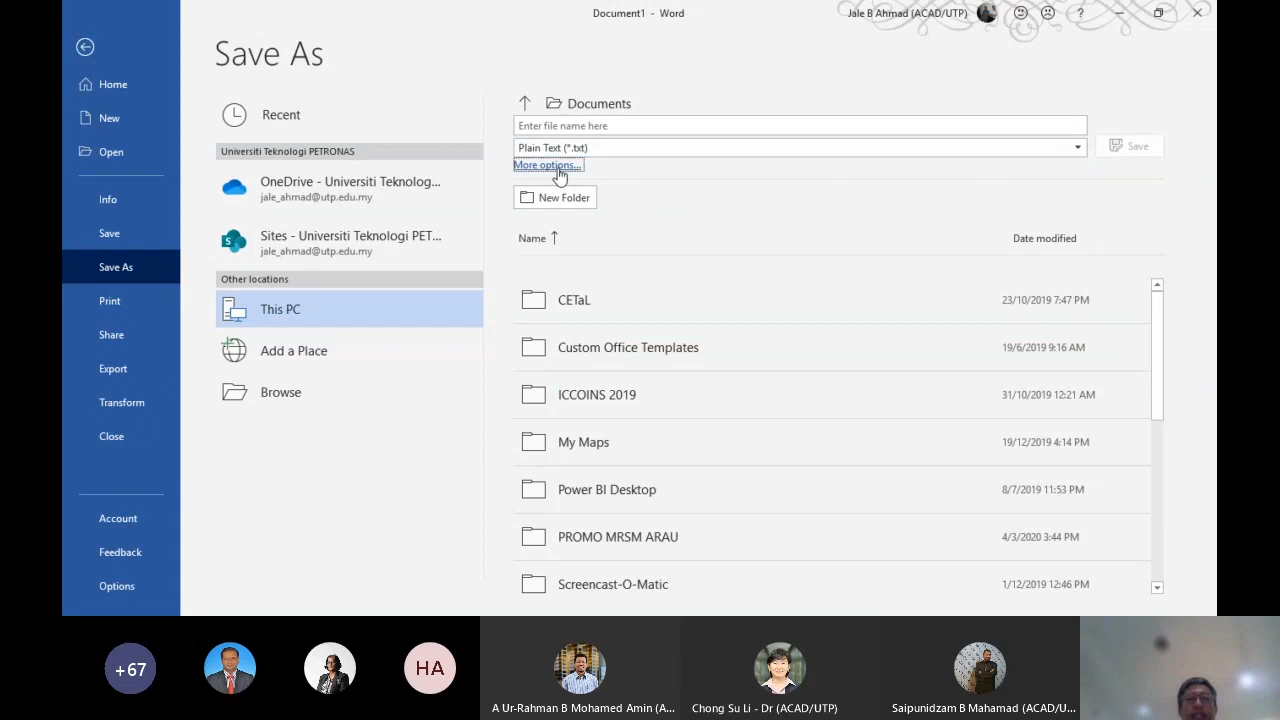 Document1 - Word
Jale B Ahmad (ACAD/UTP)
?
Save As
Home
New
Open
Info
Save
Save As
Print
Share
Export
Transform
Close
Account
Feedback
Options
Recent
Universiti Teknologi PETRONAS
OneDrive - Universiti Teknolog...
jale_ahmad@utp.edu.my
S
Sites - Universiti Teknologi PET...
jale_ahmad@utp.edu.my
Other locations
This PC
Add a Place
Browse
Documents
Enter file name here
Plain Text (*.txt)
Save
More options...
New Folder
Name
Date modified
CETaL 23/10/2019 7:47 PM
Custom Office Templates 19/6/2019 9:16 AM
ICCOINS 2019 31/10/2019 12:21 AM
My Maps 19/12/2019 4:14 PM
Power BI Desktop 8/7/2019 11:53 PM
PROMO MRSM ARAU 4/3/2020 3:44 PM
Screencast-O-Matic 1/12/2019 12:46 PM
+67
HA
A Ur-Rahman B Mohamed Amin (A...
Chong Su Li - Dr (ACAD/UTP)
Saipunidzam B Mahamad (ACAD/U...